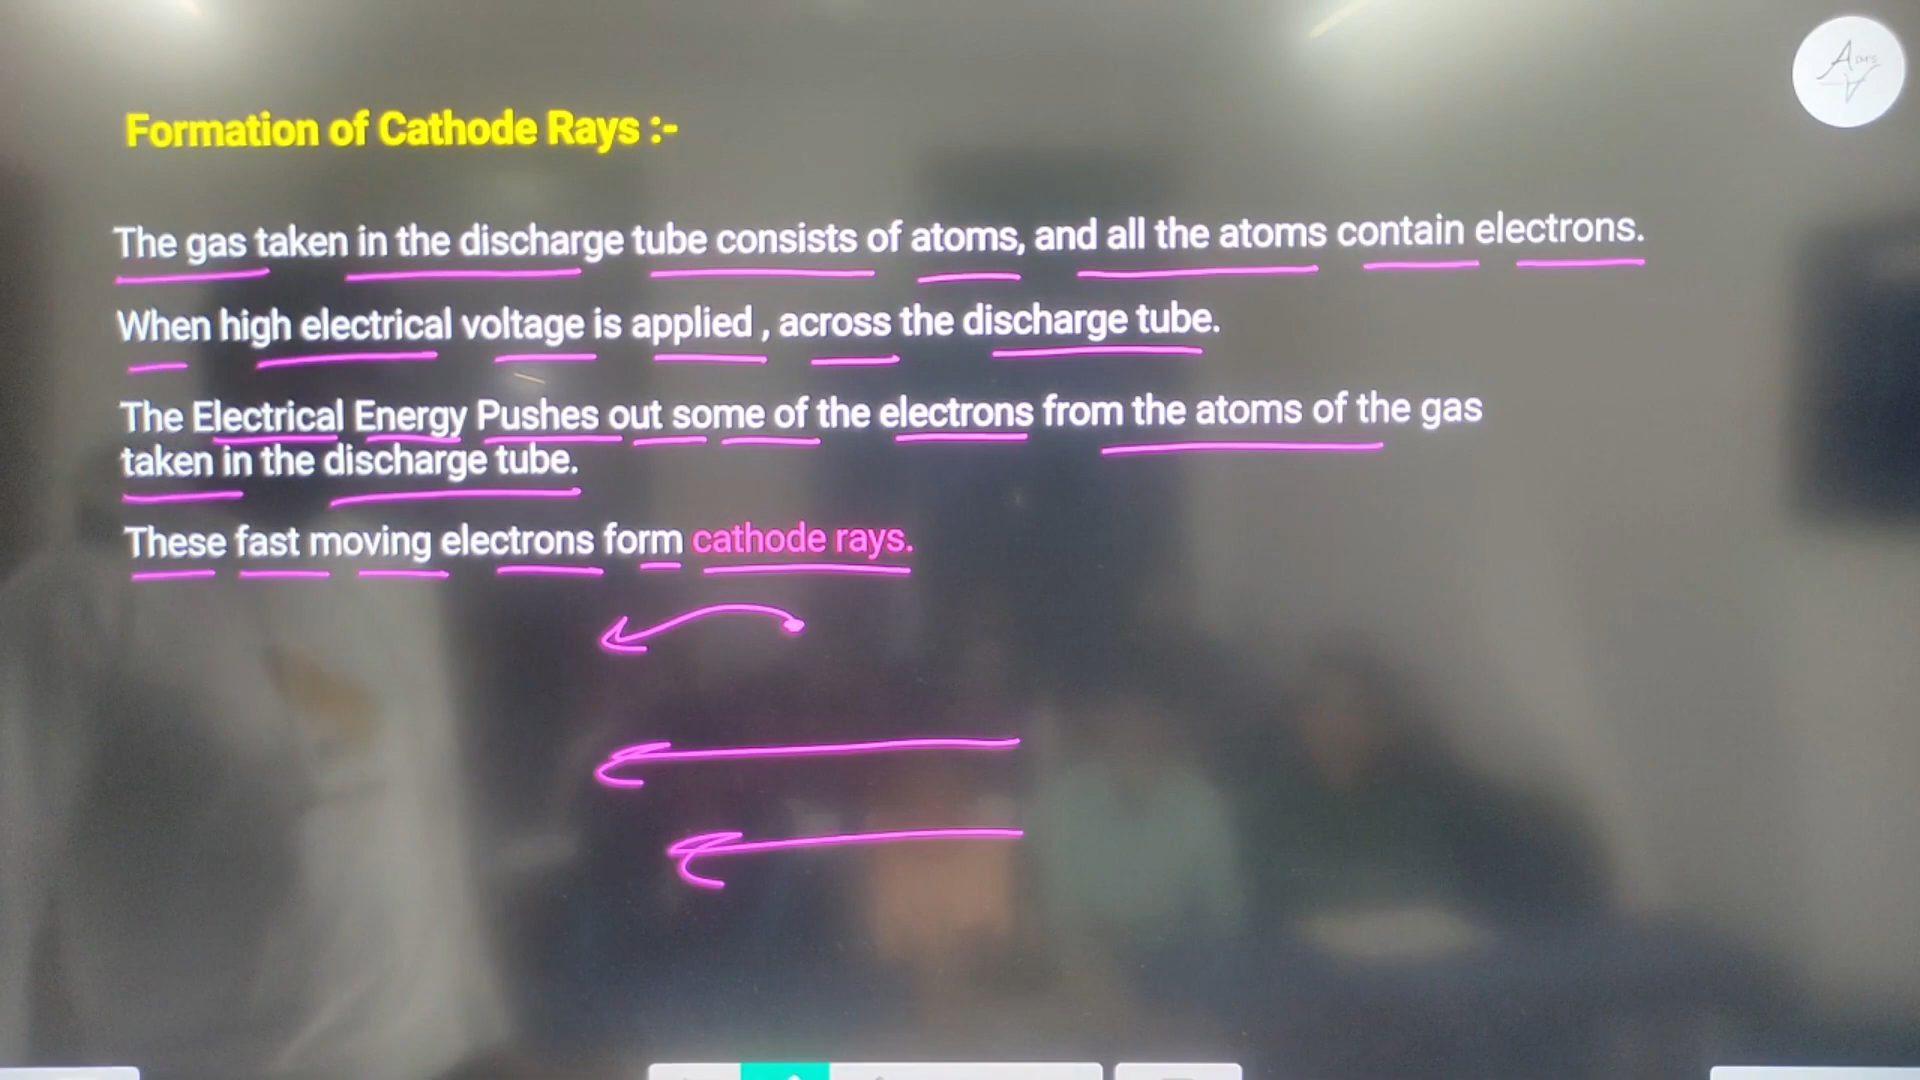 Formation of Cathode Rays :-
The gas taken in the discharge tube consists of atoms, and all the atoms contain electrons.
When high electrical voltage is applied , across the discharge tube.
The Electrical Energy Pushes out some of the electrons from the atoms of the gas
taken in the discharge tube.
These fast moving electrons form cathode rays.